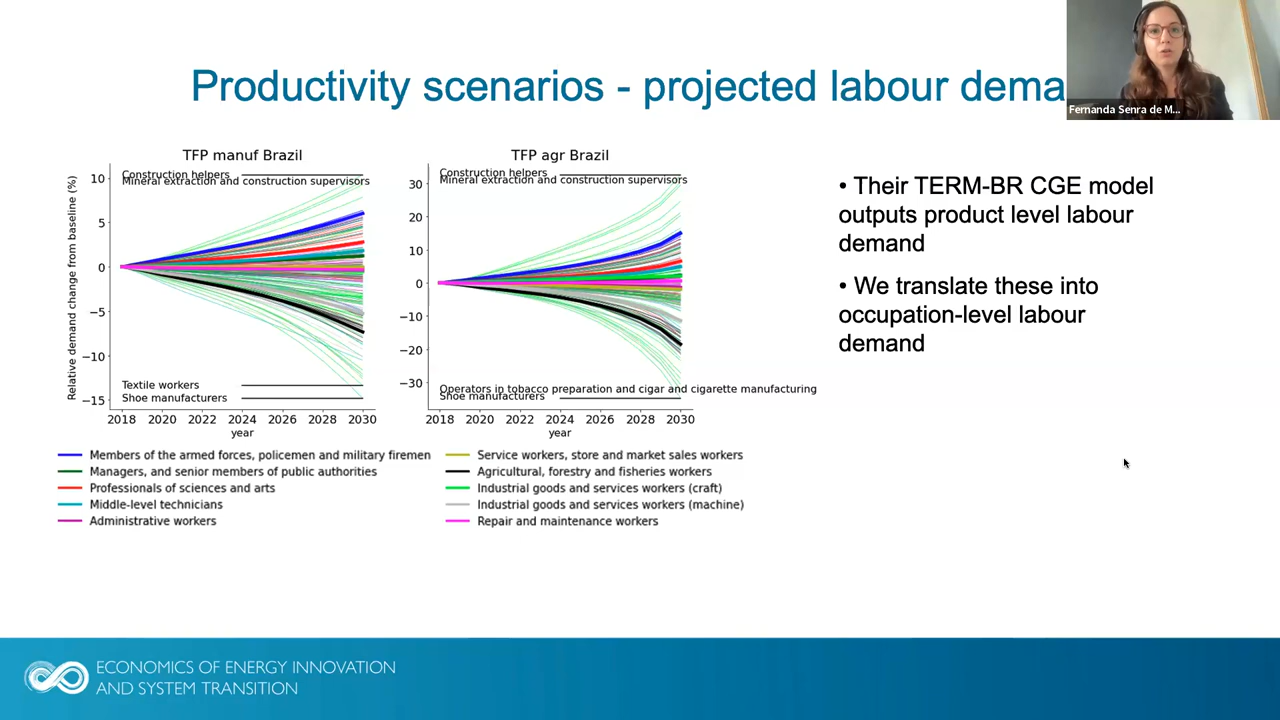 Productivity scenarios - projected labour dema
Fernanda Senra de M...
TFP manuf Brazil
Relative demand change from baseline (%)
10
5
0
−5
−10
−15
Construction helpers
Mineral extraction and construction supervisors
Textile workers
Shoe manufacturers
2018 2020 2022 2024 2026 2028 2030
year
TFP agr Brazil
30
20
10
0
−10
−20
−30
Construction helpers
Mineral extraction and construction supervisors
Operators in tobacco preparation and cigar and cigarette manufacturing
Shoe manufacturers
2018 2020 2022 2024 2026 2028 2030
year
Members of the armed forces, policemen and military firemen
Managers, and senior members of public authorities
Professionals of sciences and arts
Middle-level technicians
Administrative workers
Service workers, store and market sales workers
Agricultural, forestry and fisheries workers
Industrial goods and services workers (craft)
Industrial goods and services workers (machine)
Repair and maintenance workers
• Their TERM-BR CGE model
outputs product level labour
demand
• We translate these into
occupation-level labour
demand
ECONOMICS OF ENERGY INNOVATION
AND SYSTEM TRANSITION